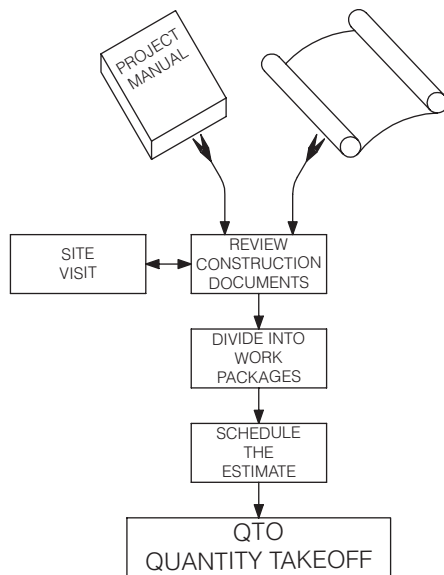 PROJECT
MANUAL
SITE
VISIT
REVIEW
CONSTRUCTION
DOCUMENTS
DIVIDE INTO
WORK
PACKAGES
SCHEDULE
THE
ESTIMATE
QTO
QUANTITY TAKEOFF